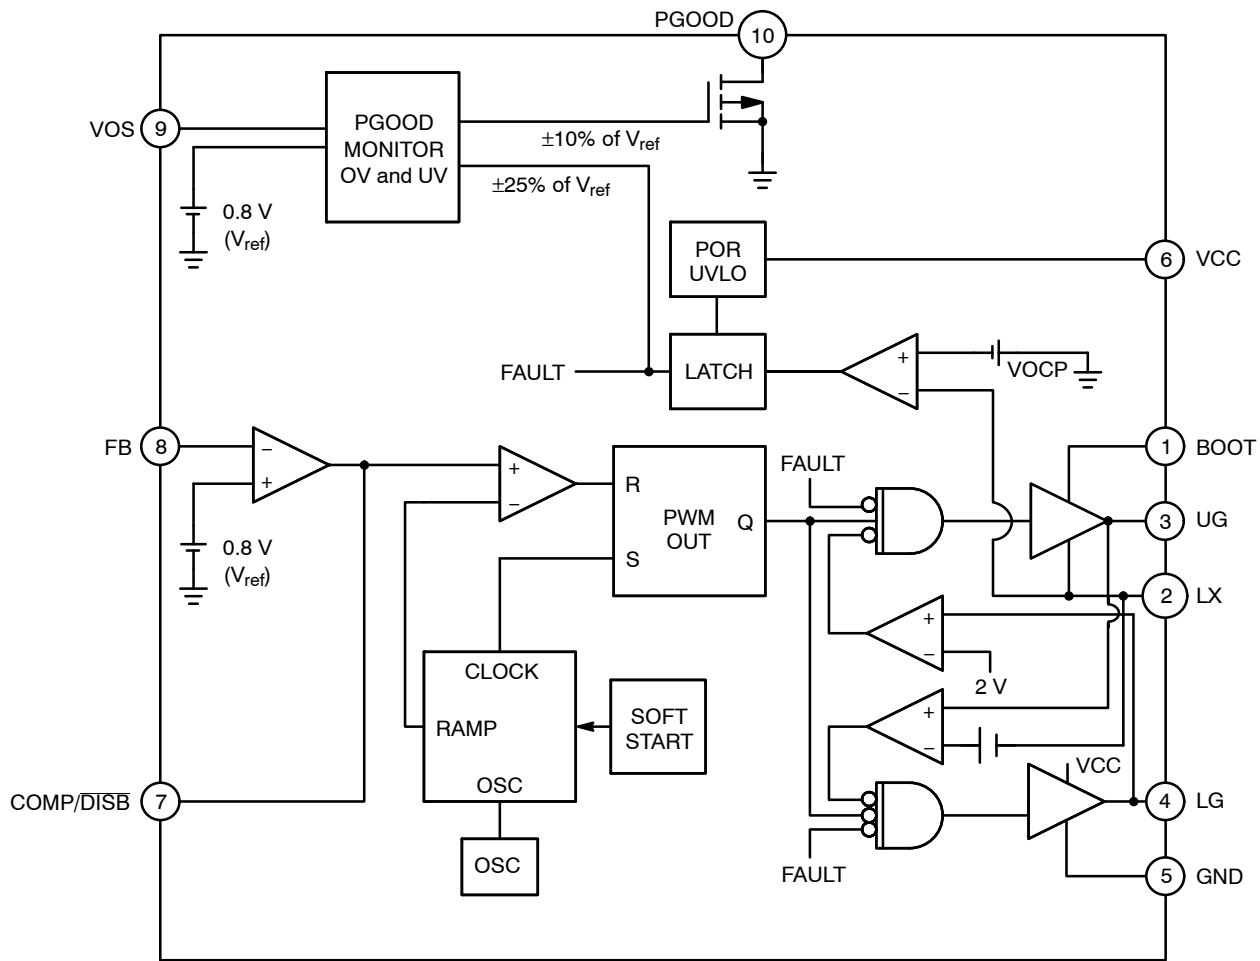 PGOOD
10
VOS
9
PGOOD
MONITOR
OV and UV
±10% of Vref
±25% of Vref
0.8 V
(Vref)
POR
UVLO
6
VCC
FAULT
LATCH
+
−
VOCP
FB
8
−
+
0.8 V
(Vref)
+
−
R
S
PWM
OUT
Q
FAULT
1
BOOT
3
UG
2
LX
+
−
2 V
CLOCK
RAMP
OSC
SOFT
START
+
−
VCC
COMP/DISB
7
4
LG
OSC
FAULT
5
GND